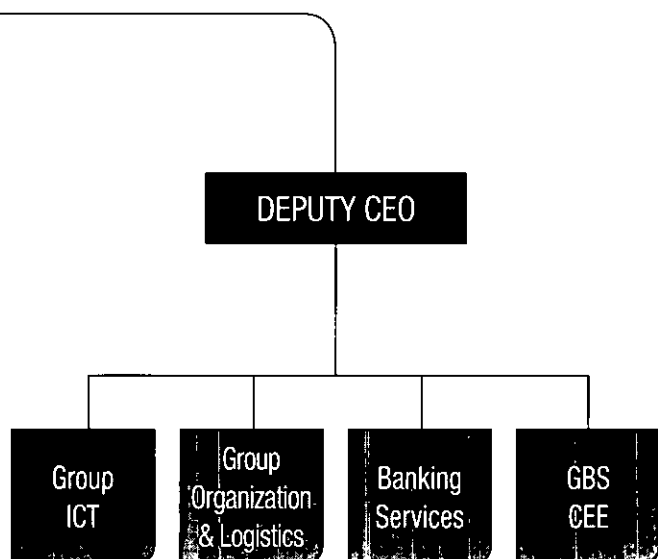 DEPUTY CEO
Group
ICT
Group
Organization
& Logistics
Banking
Services
GBS
CEE